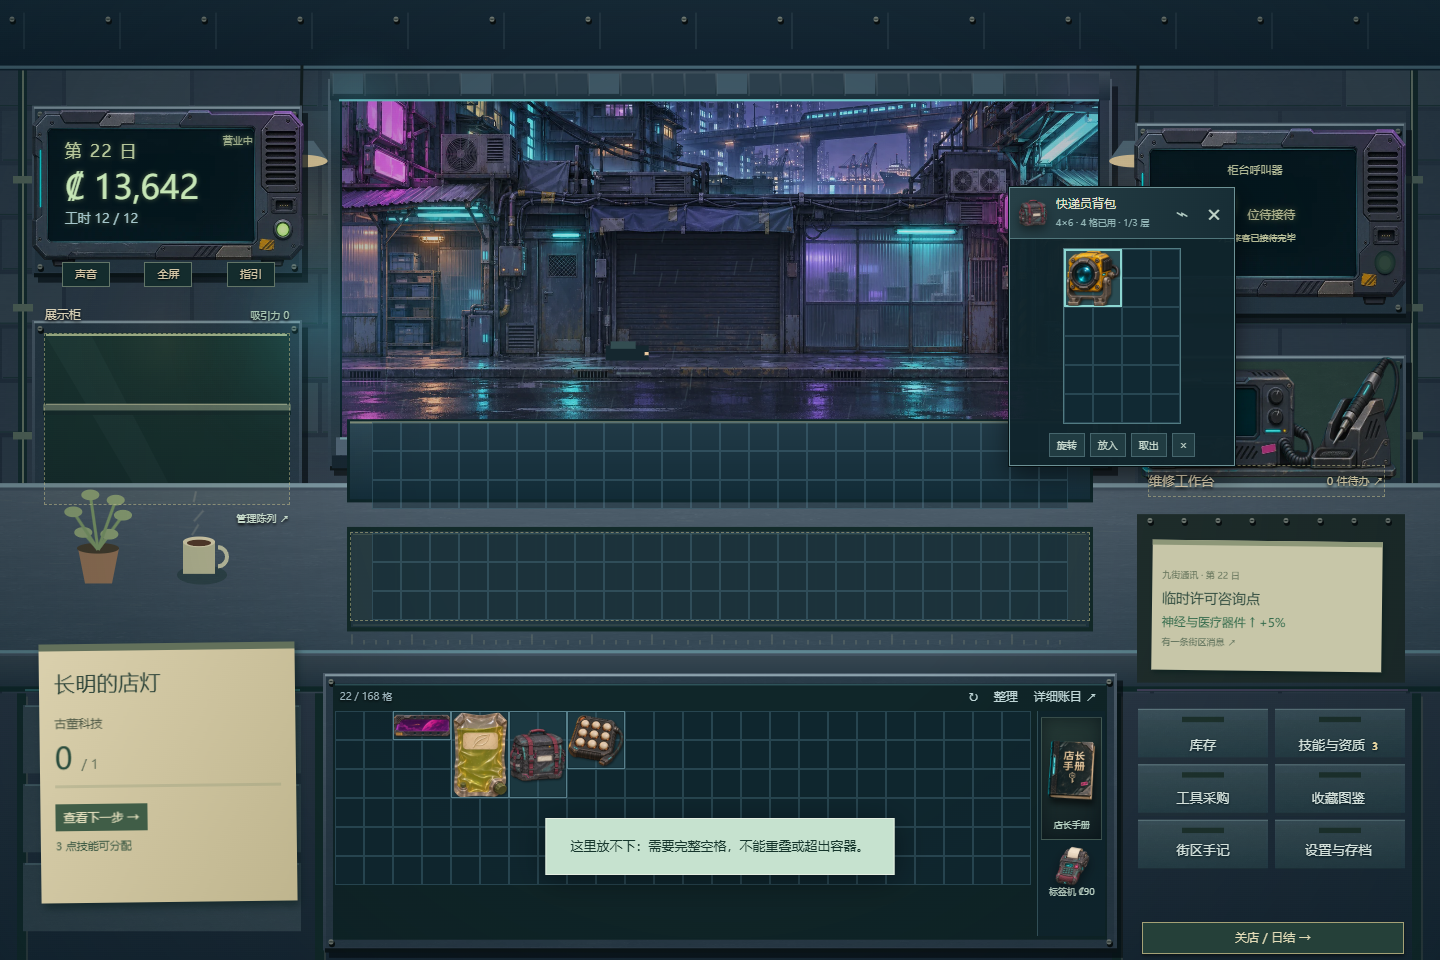 第 22 日
营业中
₡ 13,642
工时 12 / 12
声音
全屏
指引
展示柜
吸引力 0
管理陈列 ↗
柜台呼叫器
位待接待
客已接待完毕
快递员背包
4×6 · 4 格已用 · 1/3 层
旋转
放入
取出
×
维修工作台
0 件待办 ↗
九街通讯 · 第 22 日
临时许可咨询点
神经与医疗器件 ↑ +5%
有一条街区消息 ↗
长明的店灯
古董科技
0 / 1
查看下一步 →
3 点技能可分配
22 / 168 格
↻
整理
详细账目 ↗
店长
手册
店长手册
标签机 ₡90
这里放不下：需要完整空格，不能重叠或超出容器。
库存
技能与资质 3
工具采购
收藏图鉴
街区手记
设置与存档
关店 / 日结 →